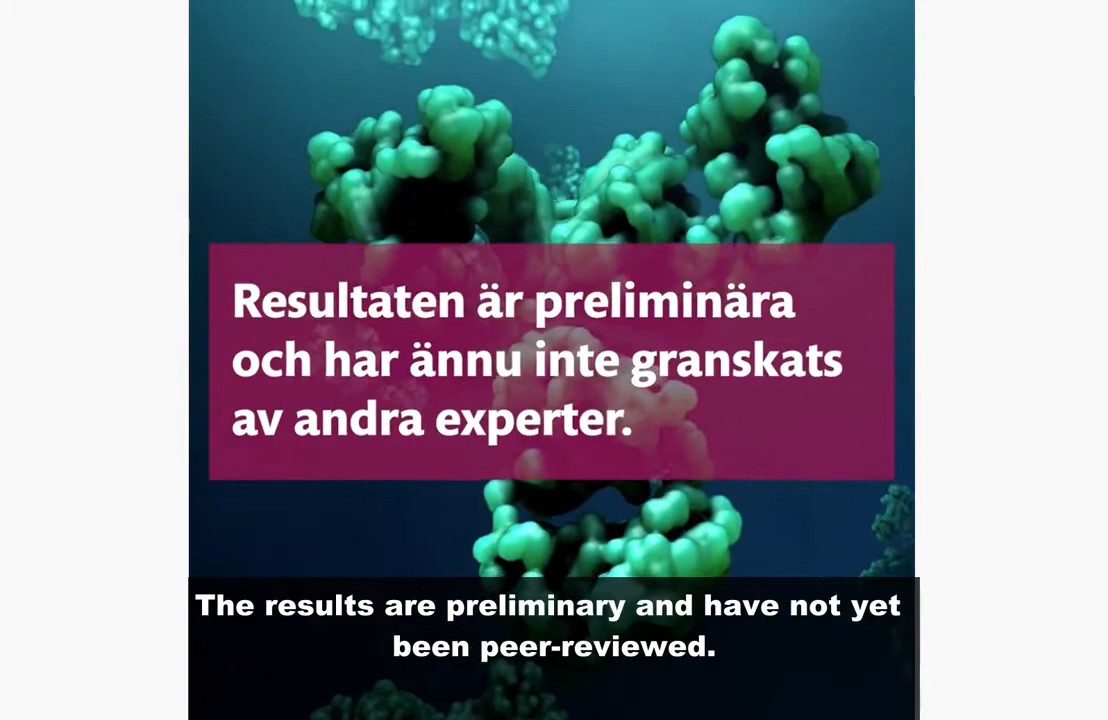 Resultaten är preliminära
och har ännu inte granskats
av andra experter.
The results are preliminary and have not yet
been peer-reviewed.